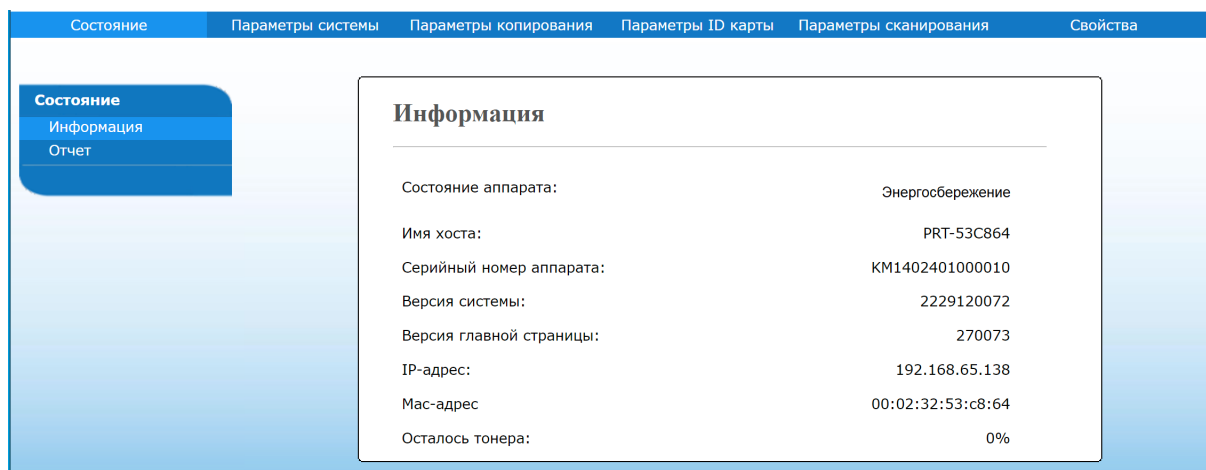 Состояние Параметры системы Параметры копирования Параметры ID карты Параметры сканирования Свойства
Состояние
Информация
Отчет
Информация
Состояние аппарата: Энергосбережение
Имя хоста: PRT-53C864
Серийный номер аппарата: KM1402401000010
Версия системы: 2229120072
Версия главной страницы: 270073
IP-адрес: 192.168.65.138
Мас-адрес 00:02:32:53:c8:64
Осталось тонера: 0%